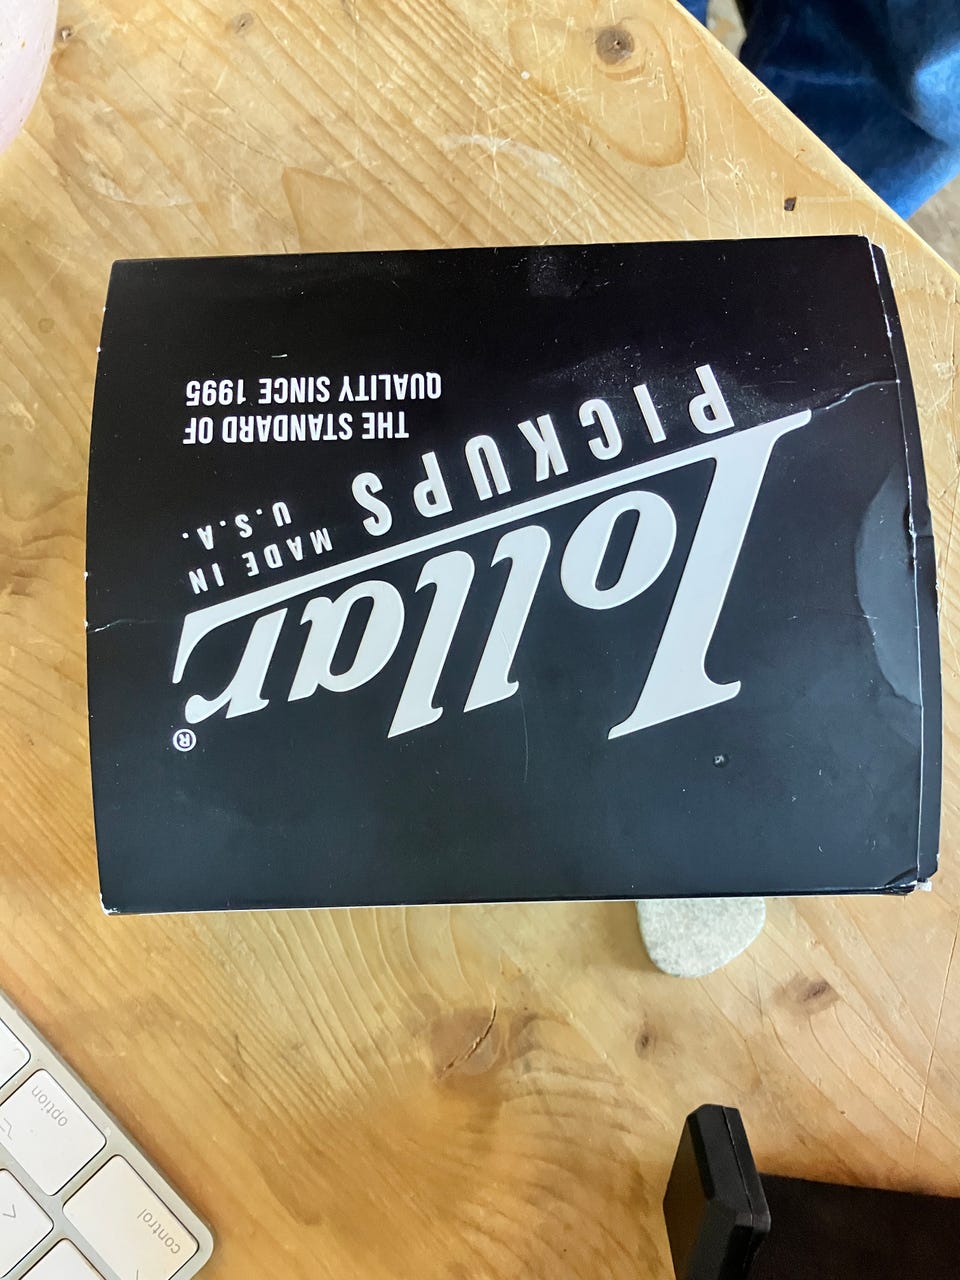 Lollar®
PICKUPS
MADE IN
U.S.A.
THE STANDARD OF
QUALITY SINCE 1995
option
control